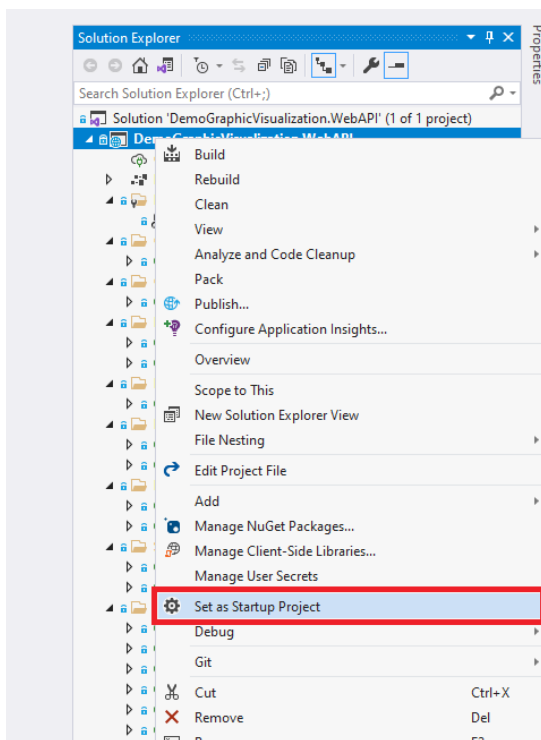 Solution Explorer
Properties
Search Solution Explorer (Ctrl+;)
Solution 'DemoGraphicVisualization.WebAPI' (1 of 1 project)
DemoGraphicVisualization.WebAPI
Build
Rebuild
Clean
View
Analyze and Code Cleanup
Pack
Publish...
Configure Application Insights...
Overview
Scope to This
New Solution Explorer View
File Nesting
Edit Project File
Add
Manage NuGet Packages...
Manage Client-Side Libraries...
Manage User Secrets
Set as Startup Project
Debug
Git
Cut Ctrl+X
Remove Del